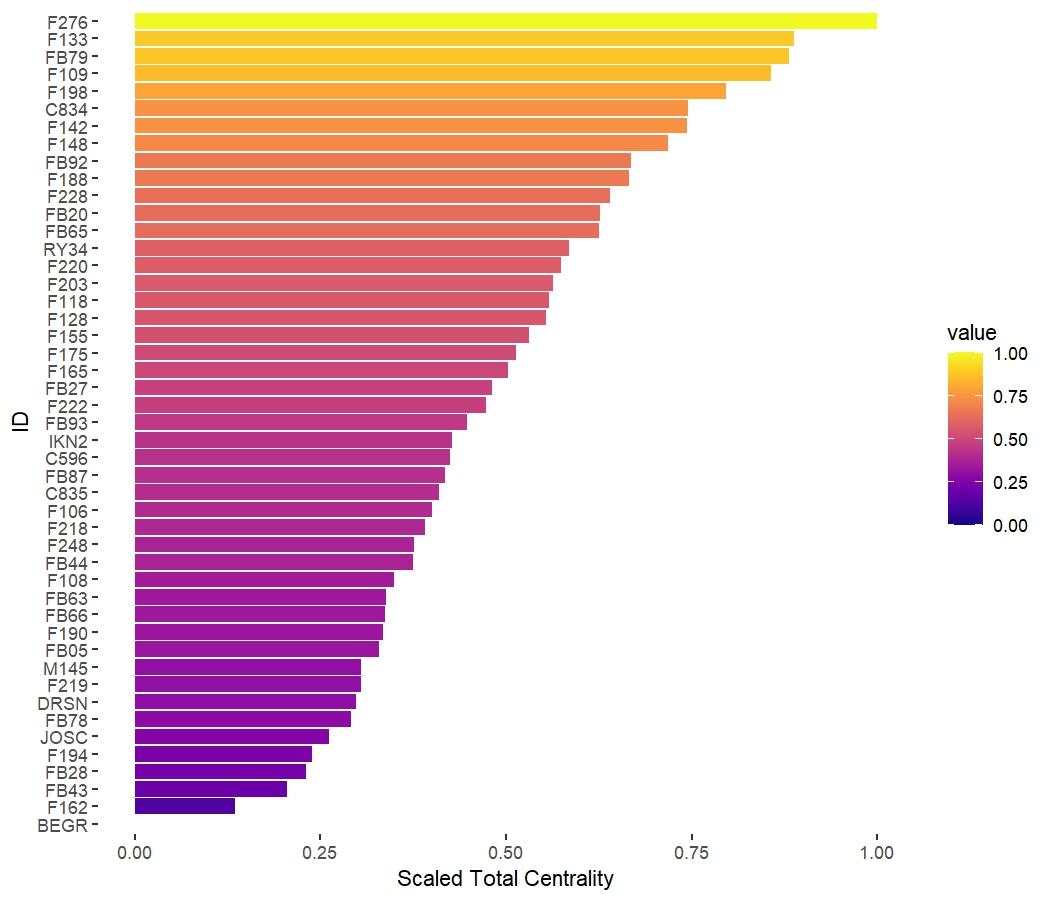 F276
F133
FB79
F109
F198
C834
F142
F148
FB92
F188
F228
FB20
FB65
RY34
F220
F203
F118
F128
F155
F175
F165
FB27
F222
FB93
IKN2
C596
FB87
C835
F106
F218
F248
FB44
F108
FB63
FB66
F190
FB05
M145
F219
DRSN
FB78
JOSC
F194
FB28
FB43
F162
BEGR
ID
0.00 0.25 0.50 0.75 1.00
Scaled Total Centrality
value
1.00
0.75
0.50
0.25
0.00